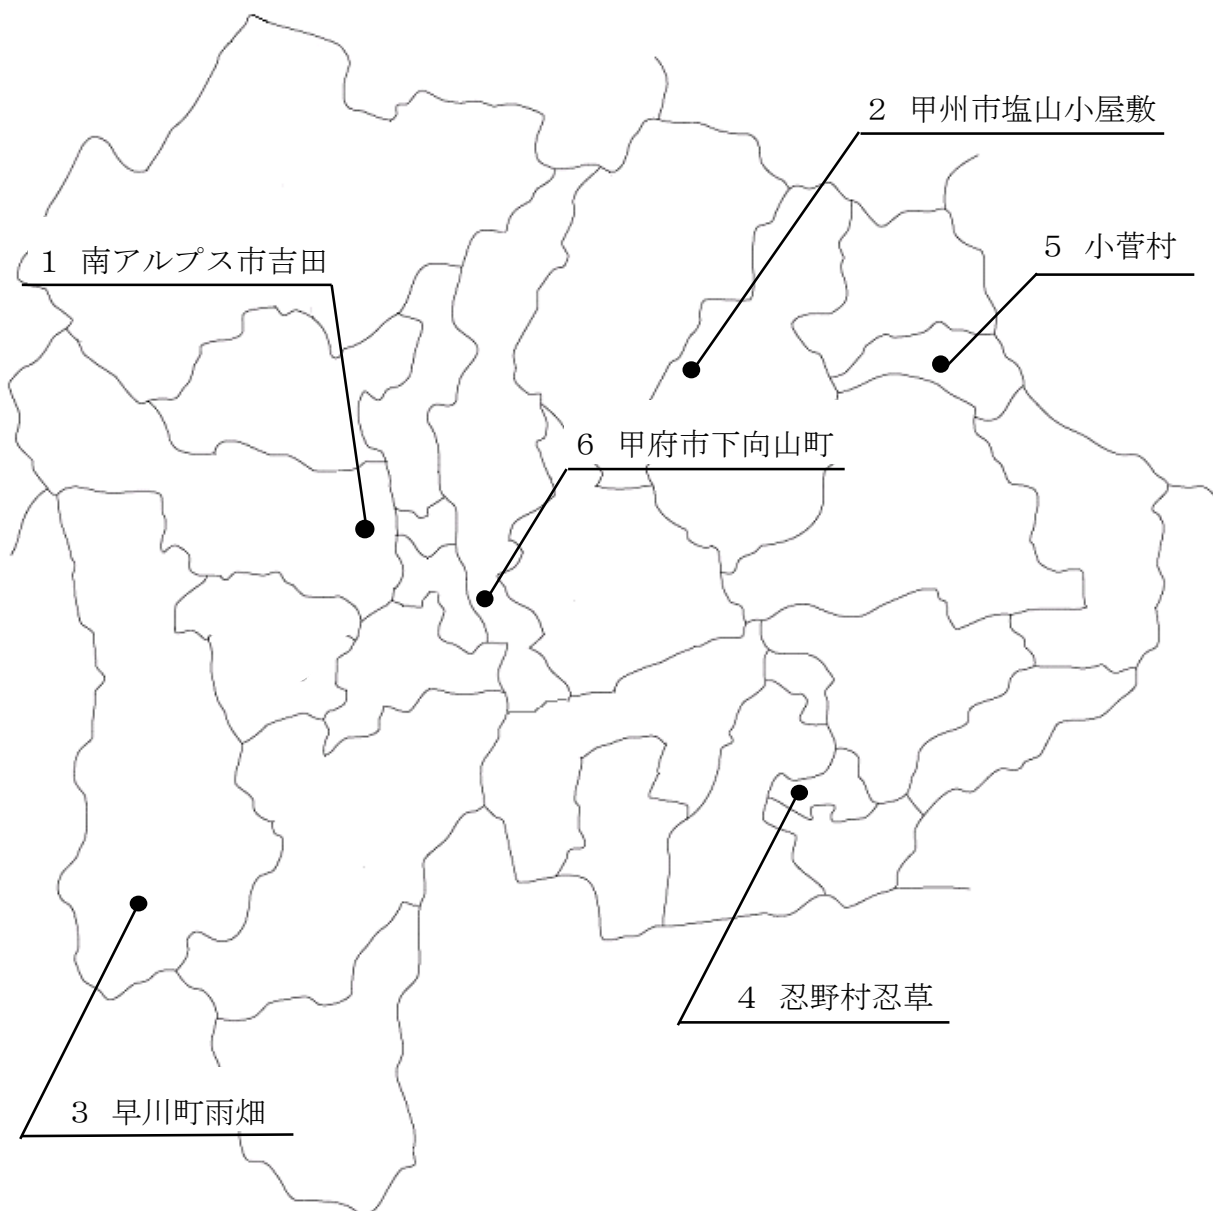 ２ 甲州市塩山小屋敷
５ 小菅村
１ 南アルプス市吉田
６ 甲府市下向山町
４ 忍野村忍草
３ 早川町雨畑